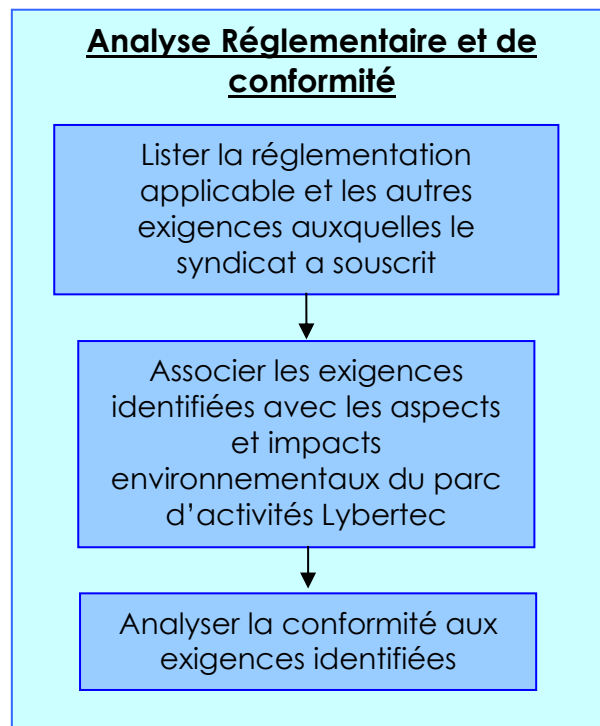 Analyse Réglementaire et de
conformité
Lister la réglementation
applicable et les autres
exigences auxquelles le
syndicat a souscrit
Associer les exigences
identifiées avec les aspects
et impacts
environnementaux du parc
d’activités Lybertec
Analyser la conformité aux
exigences identifiées